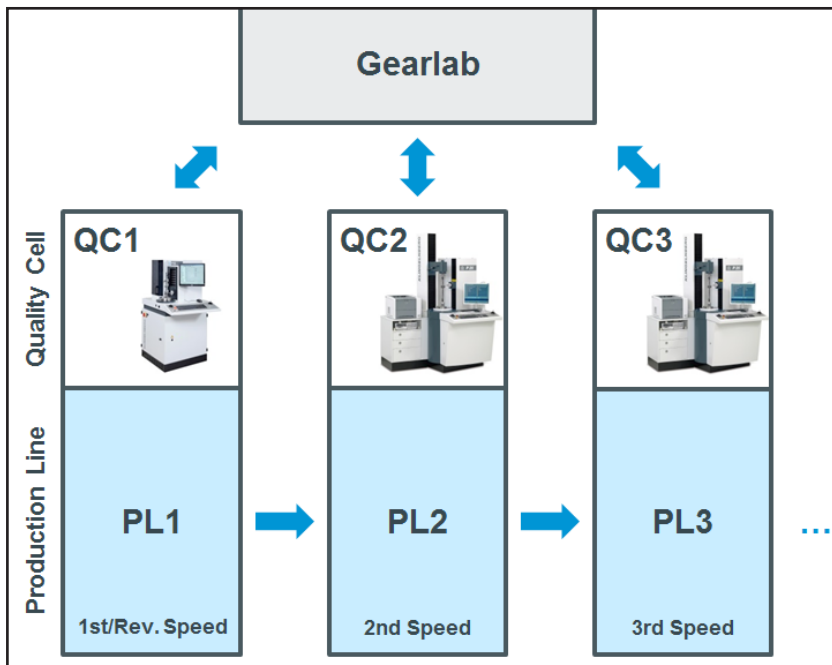 Gearlab
Quality Cell
QC1
QC2
QC3
Production Line
PL1
PL2
PL3
...
1st/Rev. Speed
2nd Speed
3rd Speed